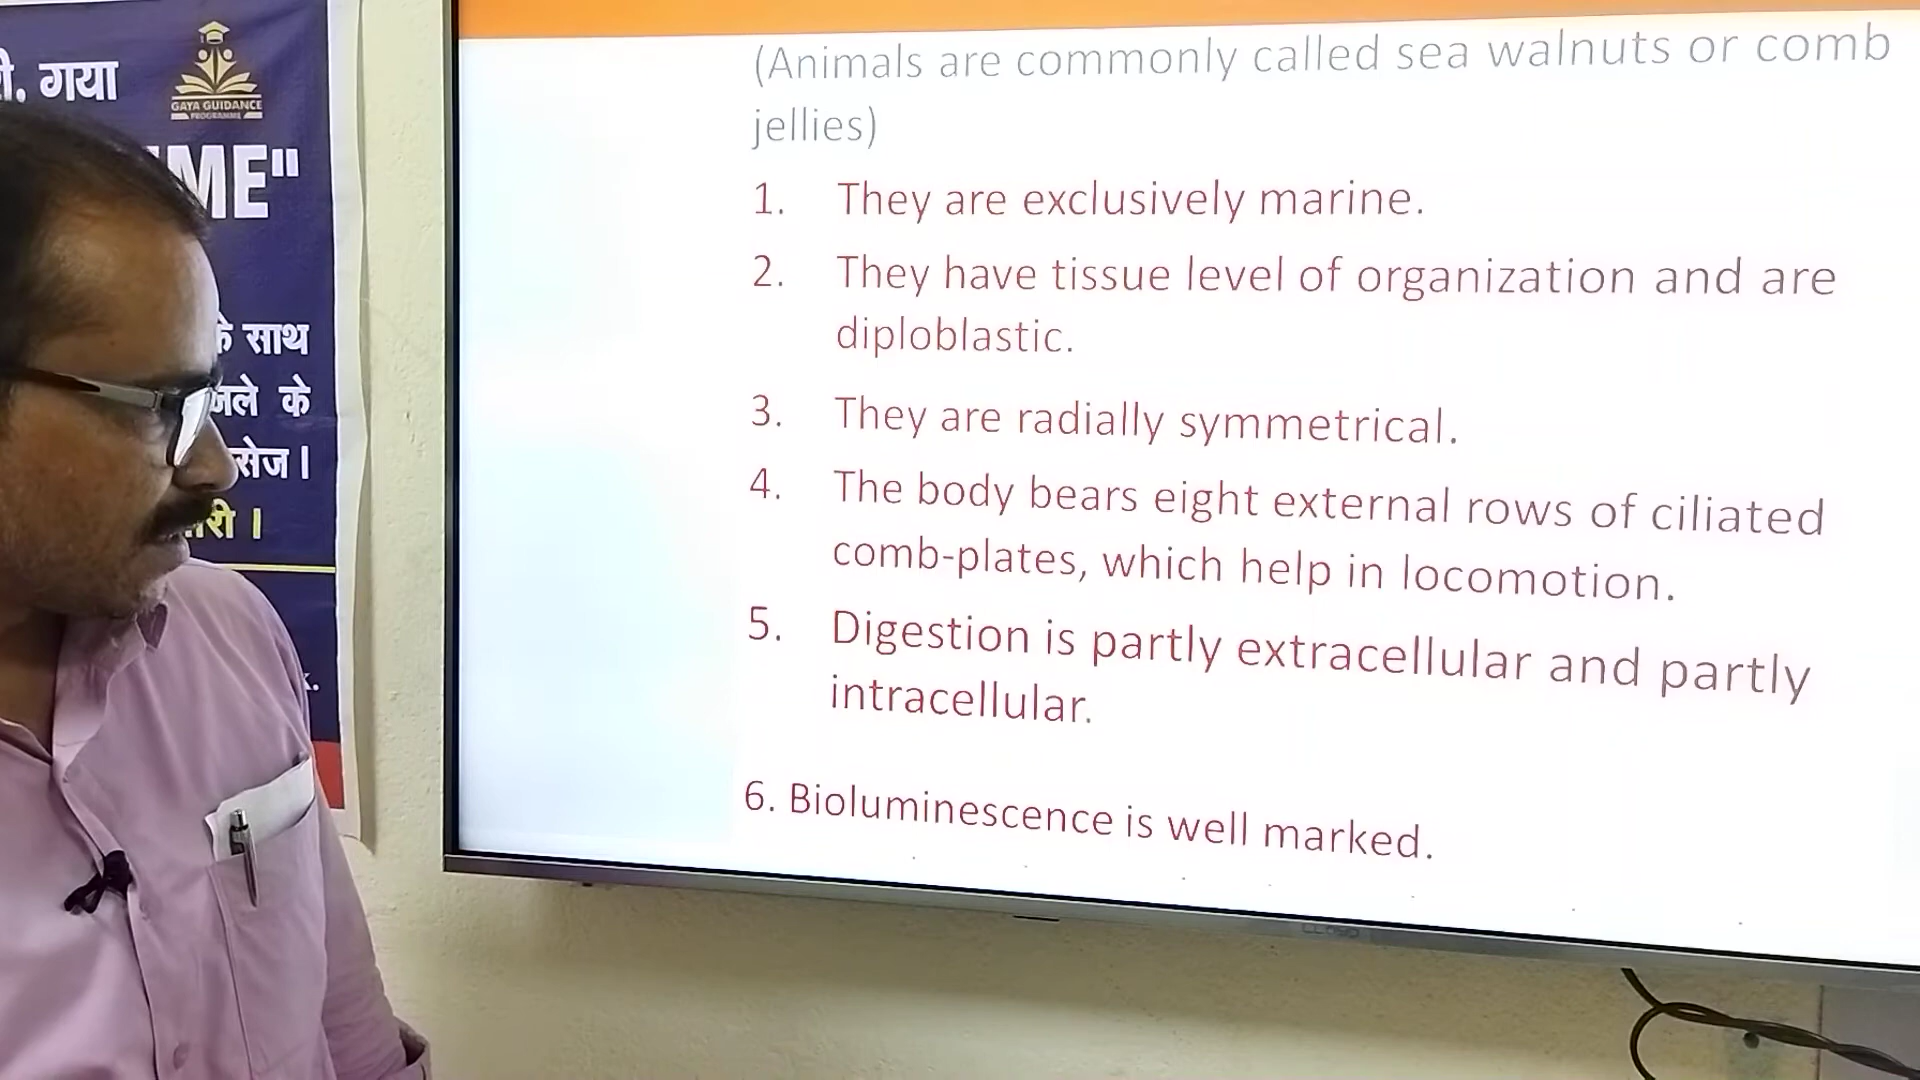 गया
GAYA GUIDANCE
PROGRAMME
ME"
के साथ
के
सेज।
(Animals are commonly called sea walnuts or comb
jellies)
1. They are exclusively marine.
2. They have tissue level of organization and are
diploblastic.
3. They are radially symmetrical.
4. The body bears eight external rows of ciliated
comb-plates, which help in locomotion.
5. Digestion is partly extracellular and partly
intracellular.
6. Bioluminescence is well marked.